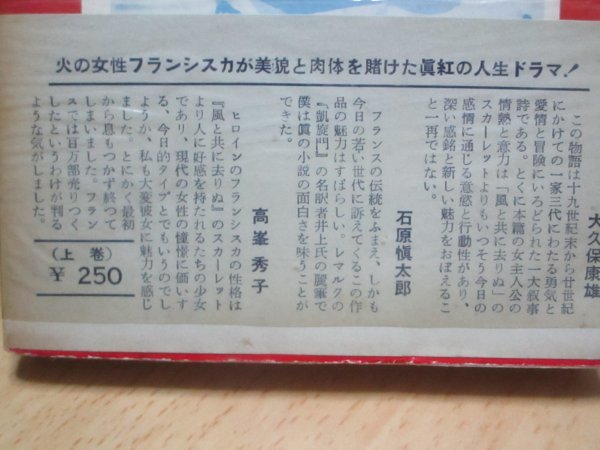 火の女性フランシスカが美貌と肉体を賭けた眞紅の人生ドラマ！
大久保康雄
この物語は十九世紀末から廿世紀
にかけての一家三代にわたる勇気と
愛情と冒険にいろどられた一大叙事
詩である。とくに本篇の女主人公の
情熱と意力は「風と共に去りぬ」の
スカーレットよりもいっそう今日の
感情に通じる意慾と行動性があり、
深い感銘と新しい魅力をおぼえるこ
と一再ではない。
石原愼太郎
フランスの伝統をふまえ、しかも
今日の若い世代に訴えてくるこの作
品の魅力はすばらしい。レマルクの
『凱旋門』の名訳者井上氏の麗筆で
僕は眞の小説の面白さを味うことが
できた。
高峯秀子
ヒロインのフランシスカの性格は
『風と共に去りぬ』のスカーレット
より人に好感を持たれるたちの少女
であり、現代の女性の憧憬に価いす
る、今日的タイプとでもいうのでし
ょうか、私も大変彼女に魅力を感じ
ました。とにかく最初
から息もつかず終って
しまいました。フラン
スでは百万部売りつく
したというわけが判る
ような気がしました。
（上巻）
￥250